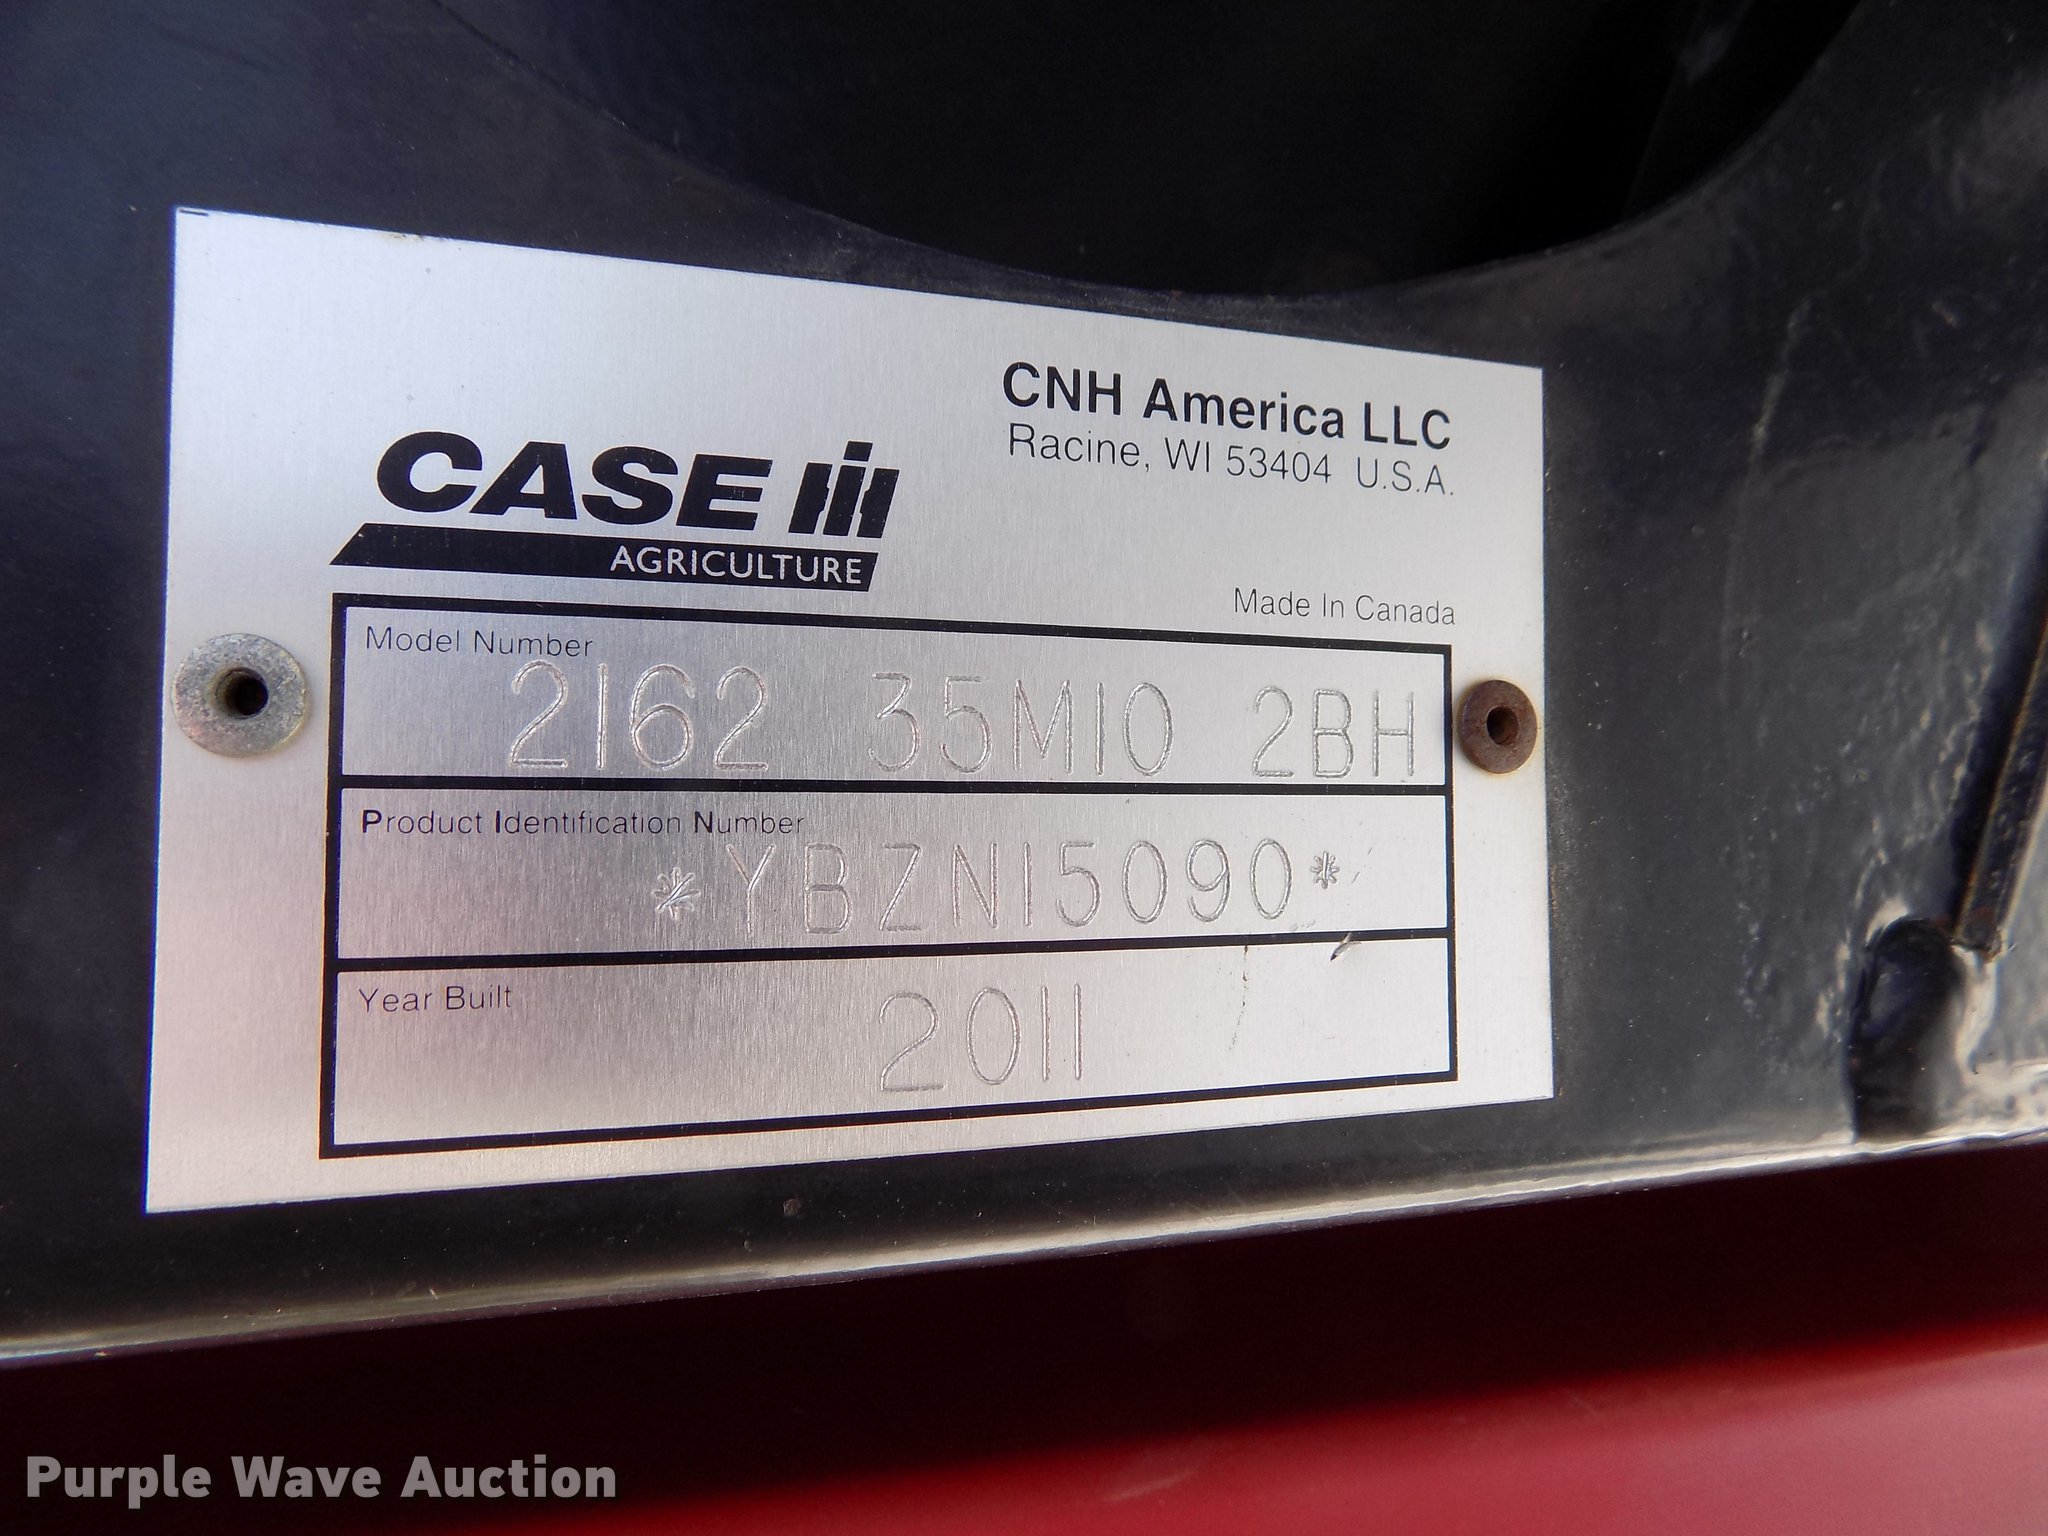 CNH America LLC
Racine, WI 53404 U.S.A.
CASE IH
AGRICULTURE
Made In Canada
Model Number
2162 35M10 2BH
Product Identification Number
*YBZN15090*
Year Built
2011
Purple Wave Auction